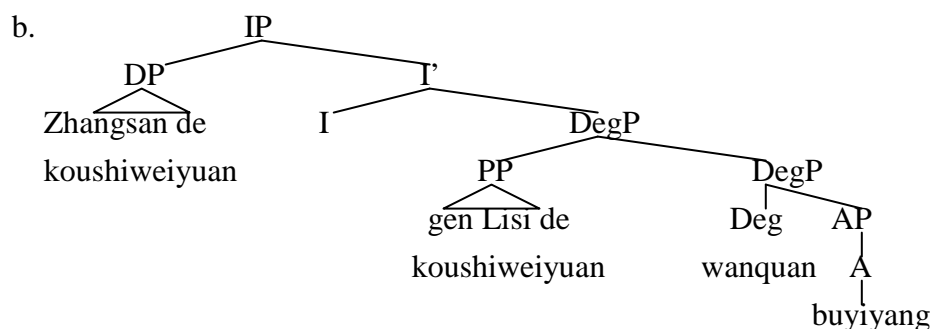 b. IP
DP I’
Zhangsan de I DegP
koushiweiyuan PP DegP
gen Lisi de Deg AP
koushiweiyuan wanquan A
buyiyang